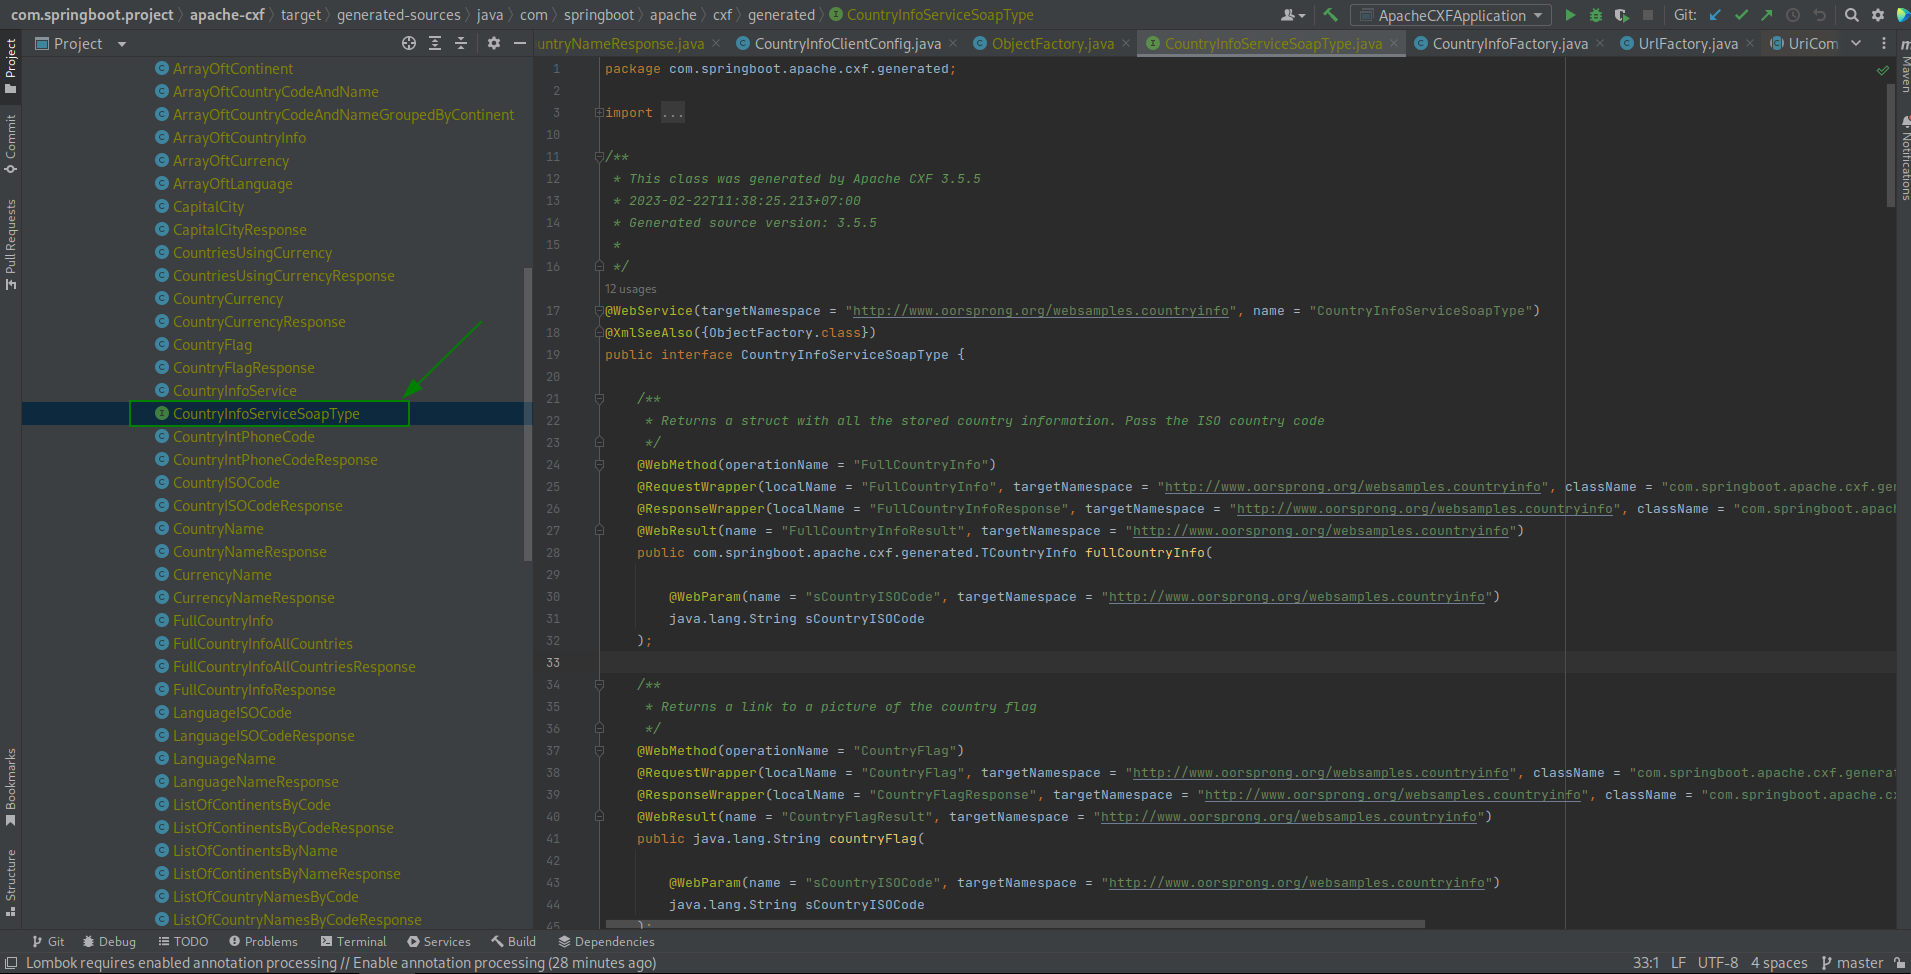 com.springboot.project › apache-cxf › target › generated-sources › java › com › springboot › apache › cxf › generated › CountryInfoServiceSoapType
ApacheCXFApplication
Git:
Project
untryNameResponse.java
CountryInfoClientConfig.java
ObjectFactory.java
CountryInfoServiceSoapType.java
CountryInfoFactory.java
UrlFactory.java
UriCom
Project
Commit
Pull Requests
Bookmarks
Structure
ArrayOftContinent
ArrayOftCountryCodeAndName
ArrayOftCountryCodeAndNameGroupedByContinent
ArrayOftCountryInfo
ArrayOftCurrency
ArrayOftLanguage
CapitalCity
CapitalCityResponse
CountriesUsingCurrency
CountriesUsingCurrencyResponse
CountryCurrency
CountryCurrencyResponse
CountryFlag
CountryFlagResponse
CountryInfoService
CountryInfoServiceSoapType
CountryIntPhoneCode
CountryIntPhoneCodeResponse
CountryISOCode
CountryISOCodeResponse
CountryName
CountryNameResponse
CurrencyName
CurrencyNameResponse
FullCountryInfo
FullCountryInfoAllCountries
FullCountryInfoAllCountriesResponse
FullCountryInfoResponse
LanguageISOCode
LanguageISOCodeResponse
LanguageName
LanguageNameResponse
ListOfContinentsByCode
ListOfContinentsByCodeResponse
ListOfContinentsByName
ListOfContinentsByNameResponse
ListOfCountryNamesByCode
ListOfCountryNamesByCodeResponse
1 package com.springboot.apache.cxf.generated;
2
3 import ...
10
11 /**
12 * This class was generated by Apache CXF 3.5.5
13 * 2023-02-22T11:38:25.213+07:00
14 * Generated source version: 3.5.5
15 *
16 */
12 usages
17 @WebService(targetNamespace = "http://www.oorsprong.org/websamples.countryinfo", name = "CountryInfoServiceSoapType")
18 @XmlSeeAlso({ObjectFactory.class})
19 public interface CountryInfoServiceSoapType {
20
21 /**
22 * Returns a struct with all the stored country information. Pass the ISO country code
23 */
24 @WebMethod(operationName = "FullCountryInfo")
25 @RequestWrapper(localName = "FullCountryInfo", targetNamespace = "http://www.oorsprong.org/websamples.countryinfo", className = "com.springboot.apache.cxf.ge
26 @ResponseWrapper(localName = "FullCountryInfoResponse", targetNamespace = "http://www.oorsprong.org/websamples.countryinfo", className = "com.springboot.apac
27 @WebResult(name = "FullCountryInfoResult", targetNamespace = "http://www.oorsprong.org/websamples.countryinfo")
28 public com.springboot.apache.cxf.generated.TCountryInfo fullCountryInfo(
29
30 @WebParam(name = "sCountryISOCode", targetNamespace = "http://www.oorsprong.org/websamples.countryinfo")
31 java.lang.String sCountryISOCode
32 );
33
34 /**
35 * Returns a link to a picture of the country flag
36 */
37 @WebMethod(operationName = "CountryFlag")
38 @RequestWrapper(localName = "CountryFlag", targetNamespace = "http://www.oorsprong.org/websamples.countryinfo", className = "com.springboot.apache.cxf.genera
39 @ResponseWrapper(localName = "CountryFlagResponse", targetNamespace = "http://www.oorsprong.org/websamples.countryinfo", className = "com.springboot.apache.c
40 @WebResult(name = "CountryFlagResult", targetNamespace = "http://www.oorsprong.org/websamples.countryinfo")
41 public java.lang.String countryFlag(
42
43 @WebParam(name = "sCountryISOCode", targetNamespace = "http://www.oorsprong.org/websamples.countryinfo")
44 java.lang.String sCountryISOCode
45 );
Maven
Notifications
Git
Debug
TODO
Problems
Terminal
Services
Build
Dependencies
Lombok requires enabled annotation processing // Enable annotation processing (28 minutes ago)
33:1 LF UTF-8 4 spaces master